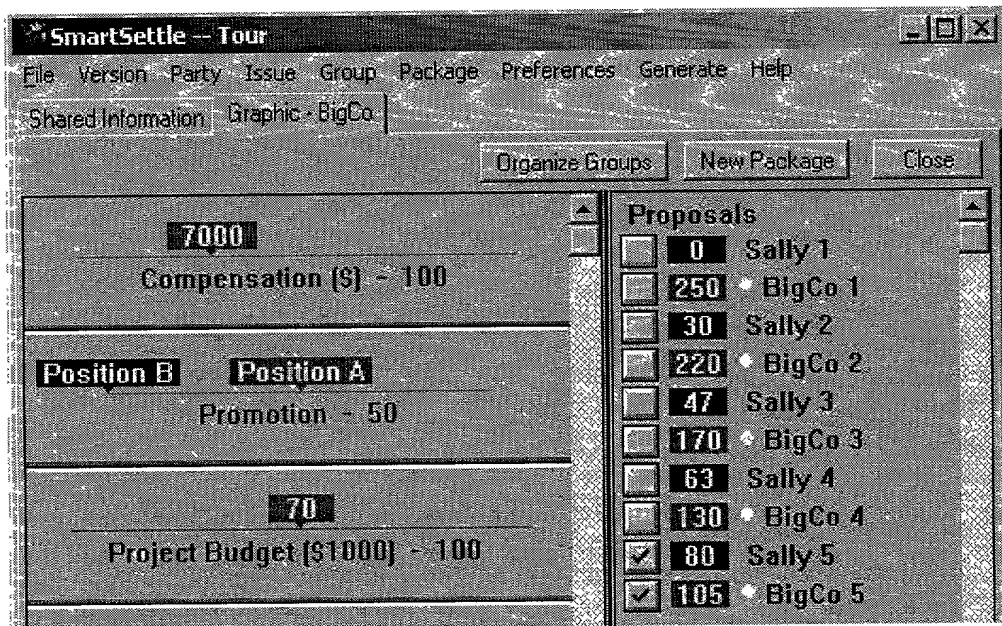 SmartSettle -- Tour
File Version Party Issue Group Package Preferences Generate Help
Shared Information Graphic - BigCo
Organize Groups New Package Close
7000
Compensation ($) - 100
Position B Position A
Promotion - 50
70
Project Budget ($1000) - 100
Proposals
0 Sally 1
250 BigCo 1
30 Sally 2
220 BigCo 2
47 Sally 3
170 BigCo 3
63 Sally 4
130 BigCo 4
80 Sally 5
105 BigCo 5